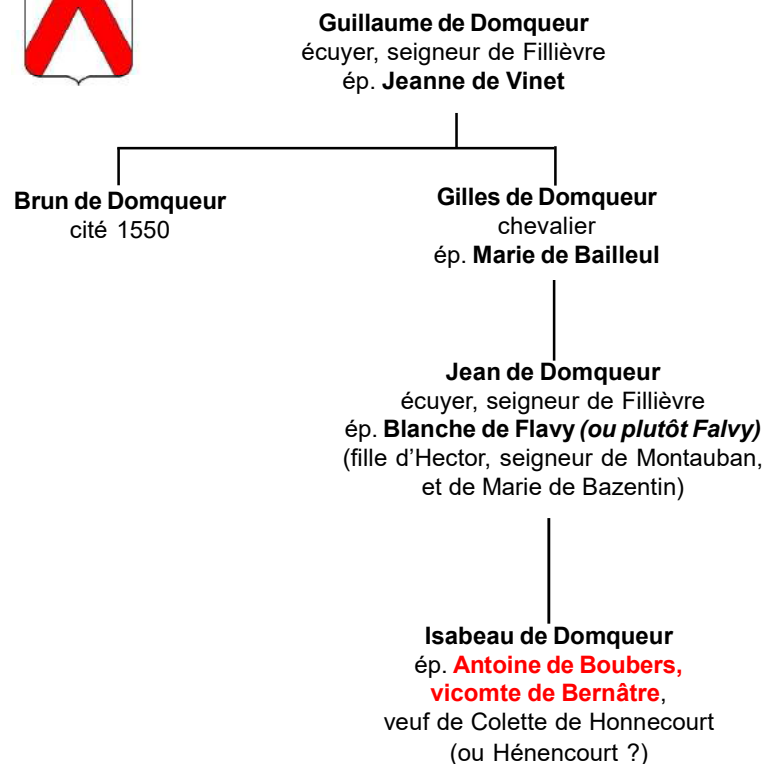 Guillaume de Domqueur
écuyer, seigneur de Fillièvre
ép. Jeanne de Vinet
Brun de Domqueur
cité 1550
Gilles de Domqueur
chevalier
ép. Marie de Bailleul
Jean de Domqueur
écuyer, seigneur de Fillièvre
ép. Blanche de Flavy (ou plutôt Falvy)
(fille d’Hector, seigneur de Montauban,
et de Marie de Bazentin)
Isabeau de Domqueur
ép. Antoine de Boubers,
vicomte de Bernâtre,
veuf de Colette de Honnecourt
(ou Hénencourt ?)